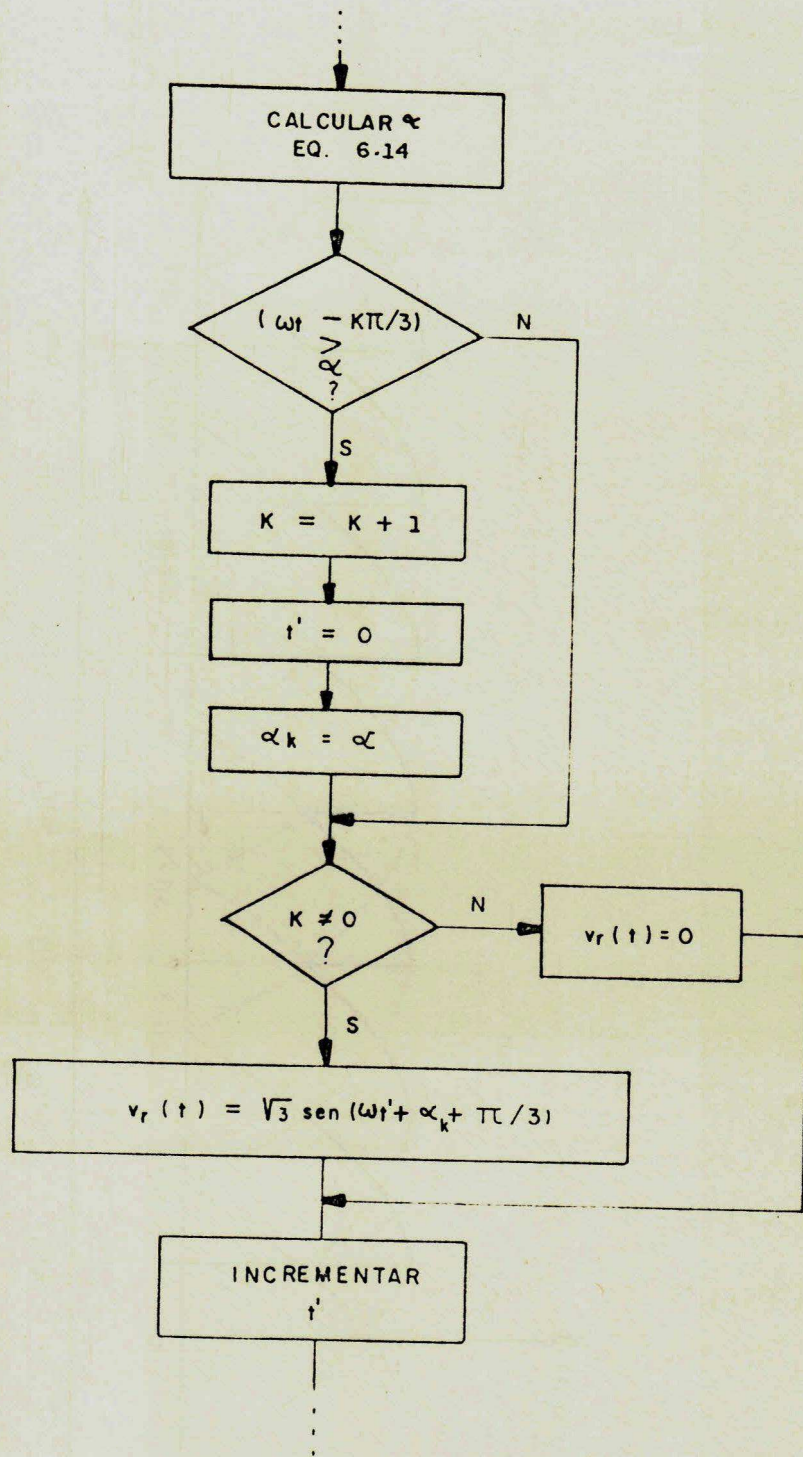 CALCULAR α
EQ. 6.14
( ωt − Kπ/3)
>
α
?
N
S
K = K + 1
t' = 0
αk = α
K ≠ 0
?
N
vr (t) = 0
S
vr (t) = √3 sen (ωt' + αk + π/3)
INCREMENTAR
t'